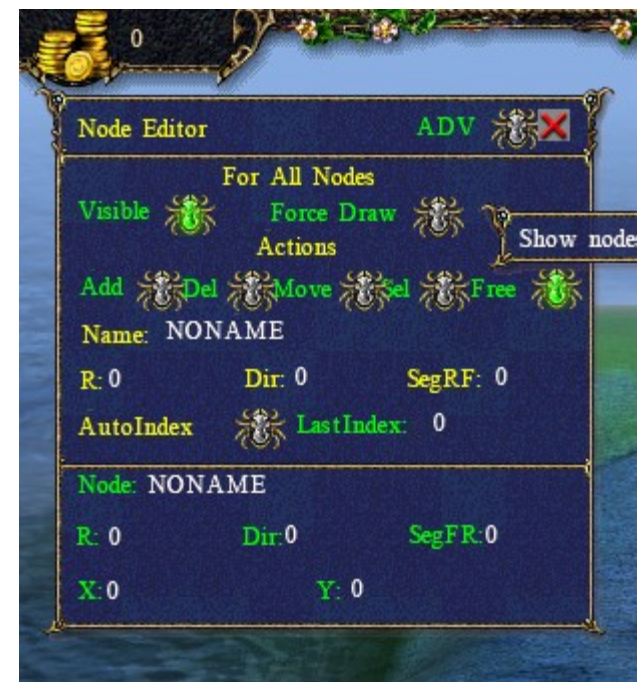 0
Node Editor ADV
For All Nodes
Visible Force Draw
Show nodes
Actions
Add Del Move Sel Free
Name: NONAME
R: 0 Dir: 0 SegRF: 0
AutoIndex LastIndex: 0
Node: NONAME
R: 0 Dir:0 SegFR:0
X:0 Y: 0